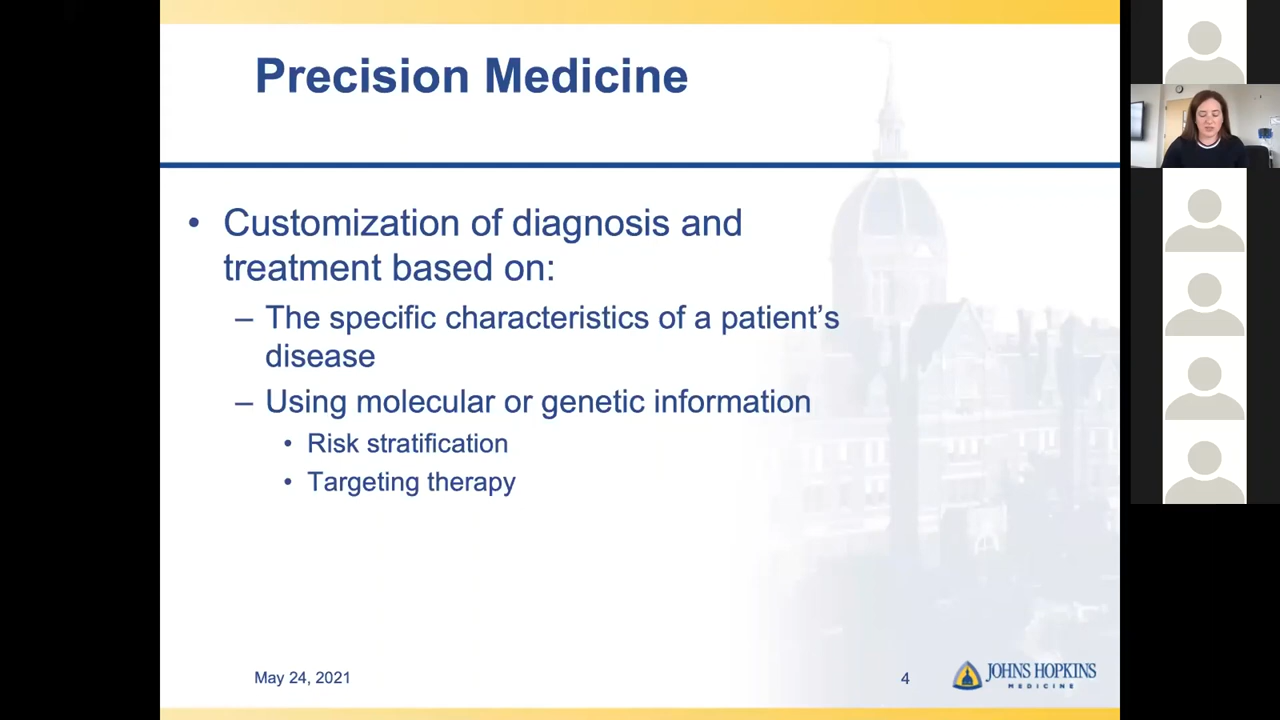 Precision Medicine
• Customization of diagnosis and
treatment based on:
– The specific characteristics of a patient’s
disease
– Using molecular or genetic information
• Risk stratification
• Targeting therapy
May 24, 2021
4
JOHNS HOPKINS
MEDICINE